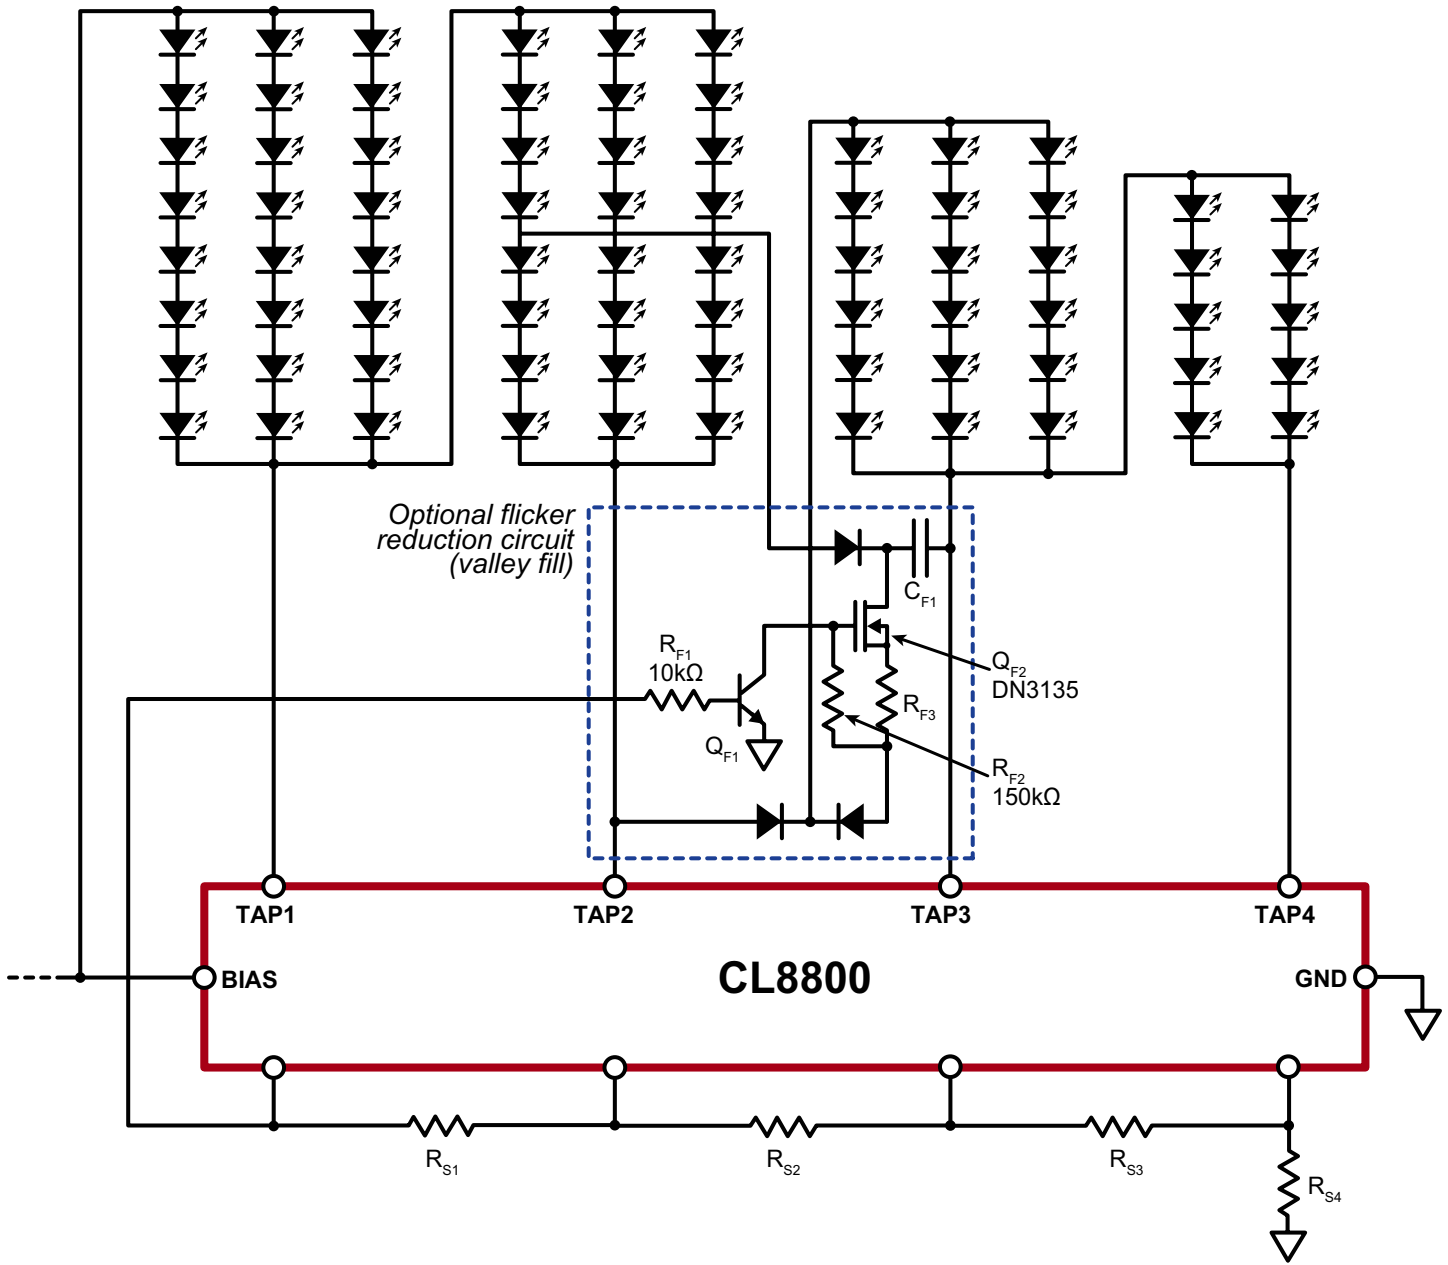 Optional flicker
reduction circuit
(valley fill)
CF1
RF1
10kΩ
QF2
DN3135
RF3
QF1
RF2
150kΩ
TAP1
TAP2
TAP3
TAP4
BIAS
CL8800
GND
RS1
RS2
RS3
RS4